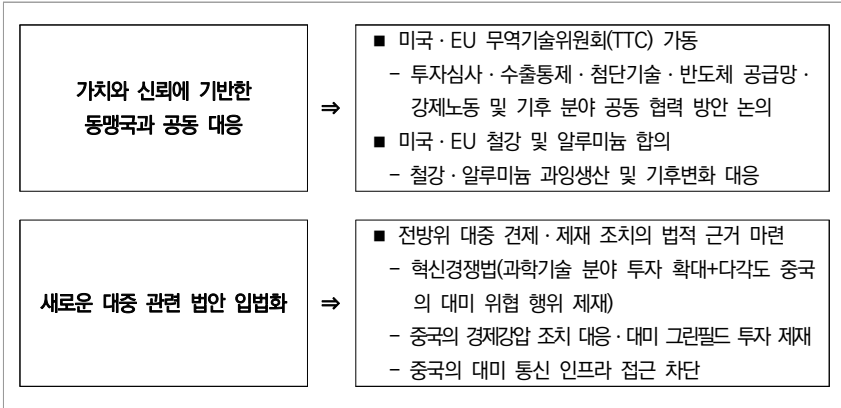 가치와 신뢰에 기반한
동맹국과 공동 대응
⇒
■ 미국·EU 무역기술위원회(TTC) 가동
- 투자심사·수출통제·첨단기술·반도체 공급망·
강제노동 및 기후 분야 공동 협력 방안 논의
■ 미국·EU 철강 및 알루미늄 합의
- 철강·알루미늄 과잉생산 및 기후변화 대응
새로운 대중 관련 법안 입법화
⇒
■ 전방위 대중 견제·제재 조치의 법적 근거 마련
- 혁신경쟁법(과학기술 분야 투자 확대+다각도 중국
의 대미 위협 행위 제재)
- 중국의 경제강압 조치 대응·대미 그린필드 투자 제재
- 중국의 대미 통신 인프라 접근 차단